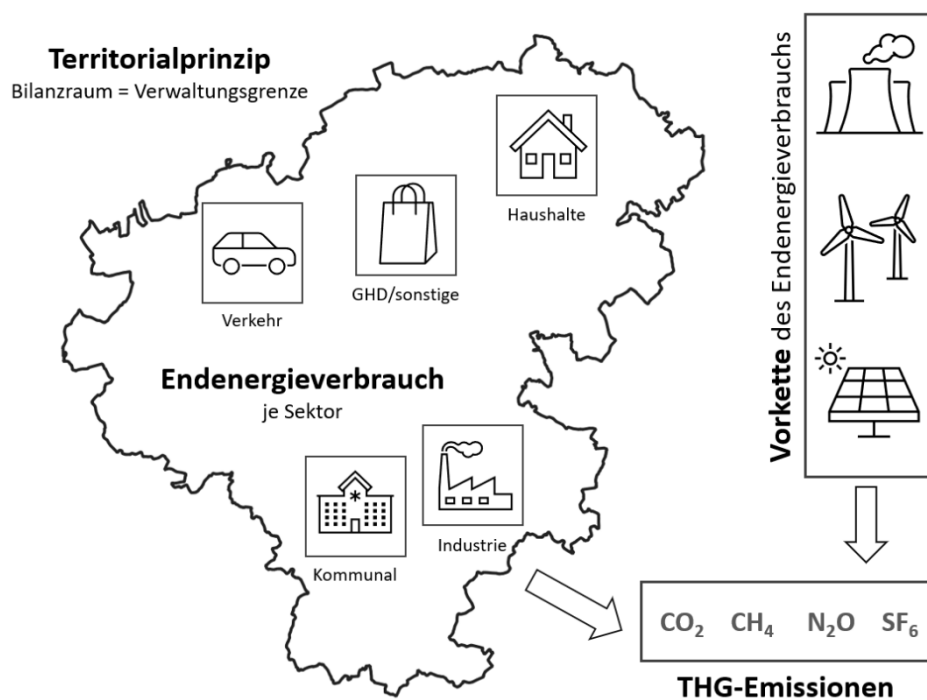 Territorialprinzip
Bilanzraum = Verwaltungsgrenze
Haushalte
GHD/sonstige
Verkehr
Endenergieverbrauch
je Sektor
Kommunal
Industrie
Vorkette des Endenergieverbrauchs
CO₂ CH₄ N₂O SF₆
THG-Emissionen